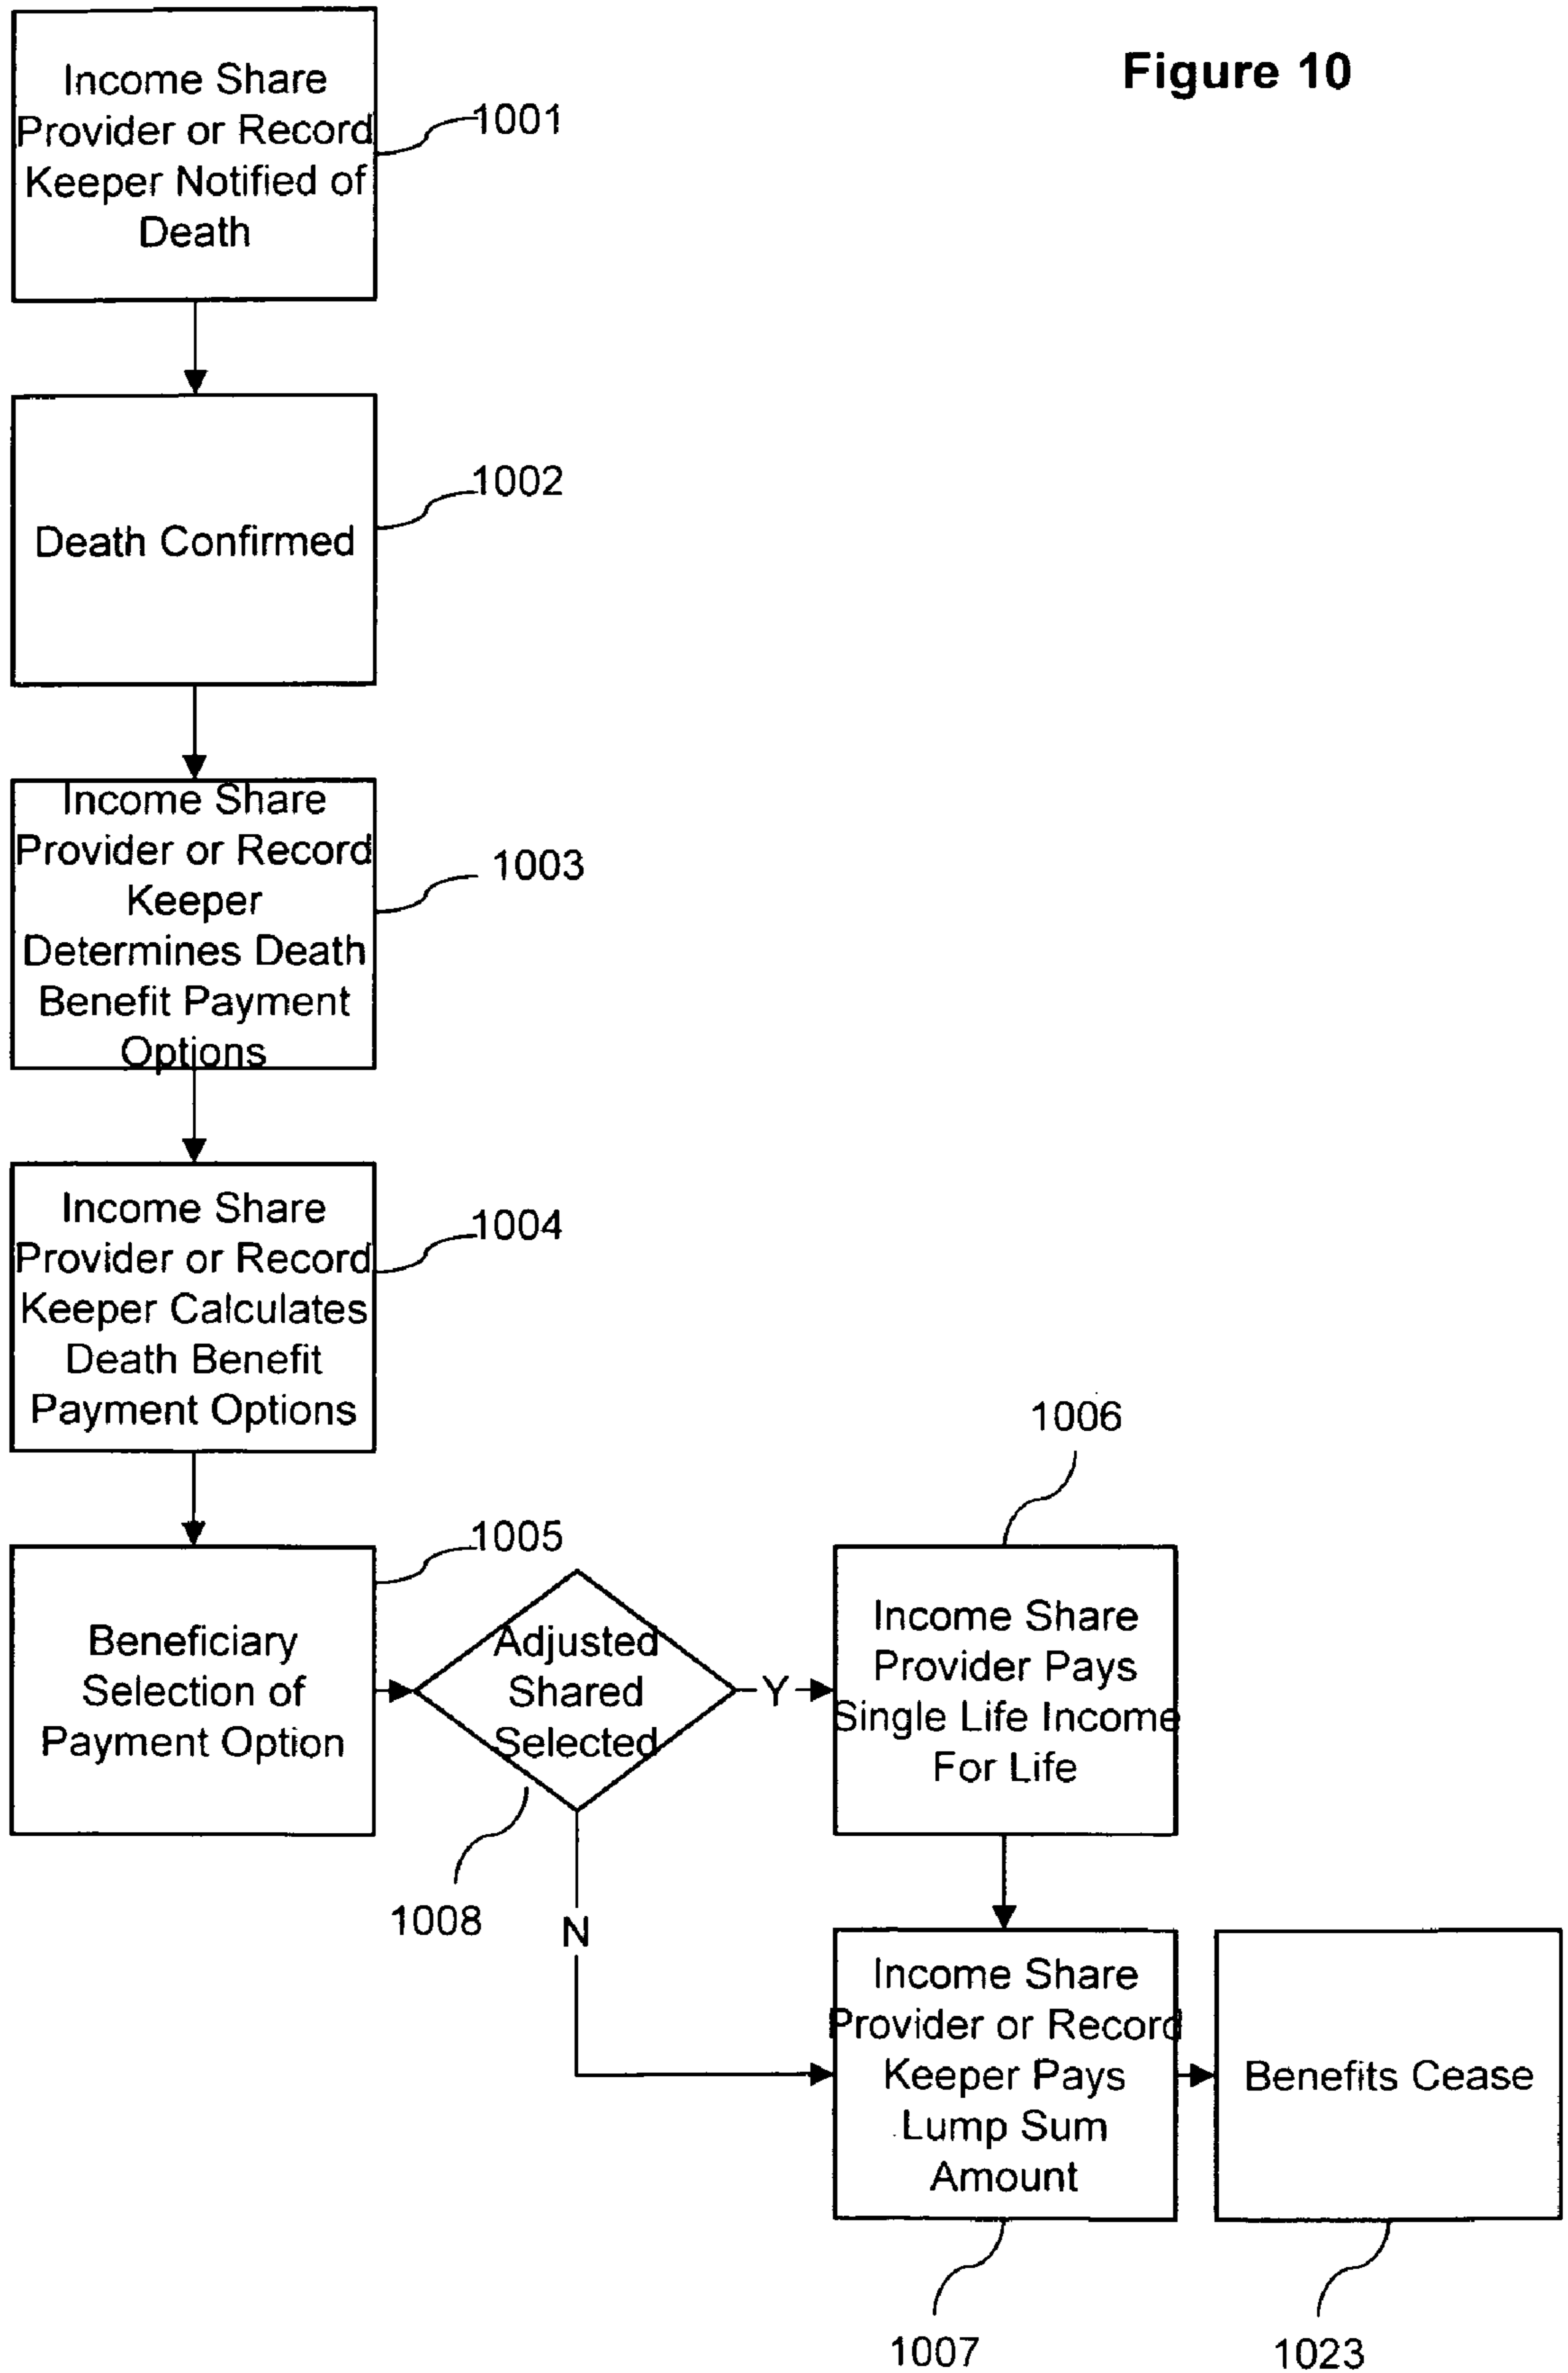 Figure 10
Income Share
Provider or Record
Keeper Notified of
Death
1001
Death Confirmed
1002
Income Share
Provider or Record
Keeper
Determines Death
Benefit Payment
Options
1003
Income Share
Provider or Record
Keeper Calculates
Death Benefit
Payment Options
1004
Beneficiary
Selection of
Payment Option
1005
Adjusted
Shared
Selected
1008
Y
N
1006
Income Share
Provider Pays
Single Life Income
For Life
Income Share
Provider or Record
Keeper Pays
Lump Sum
Amount
1007
Benefits Cease
1023